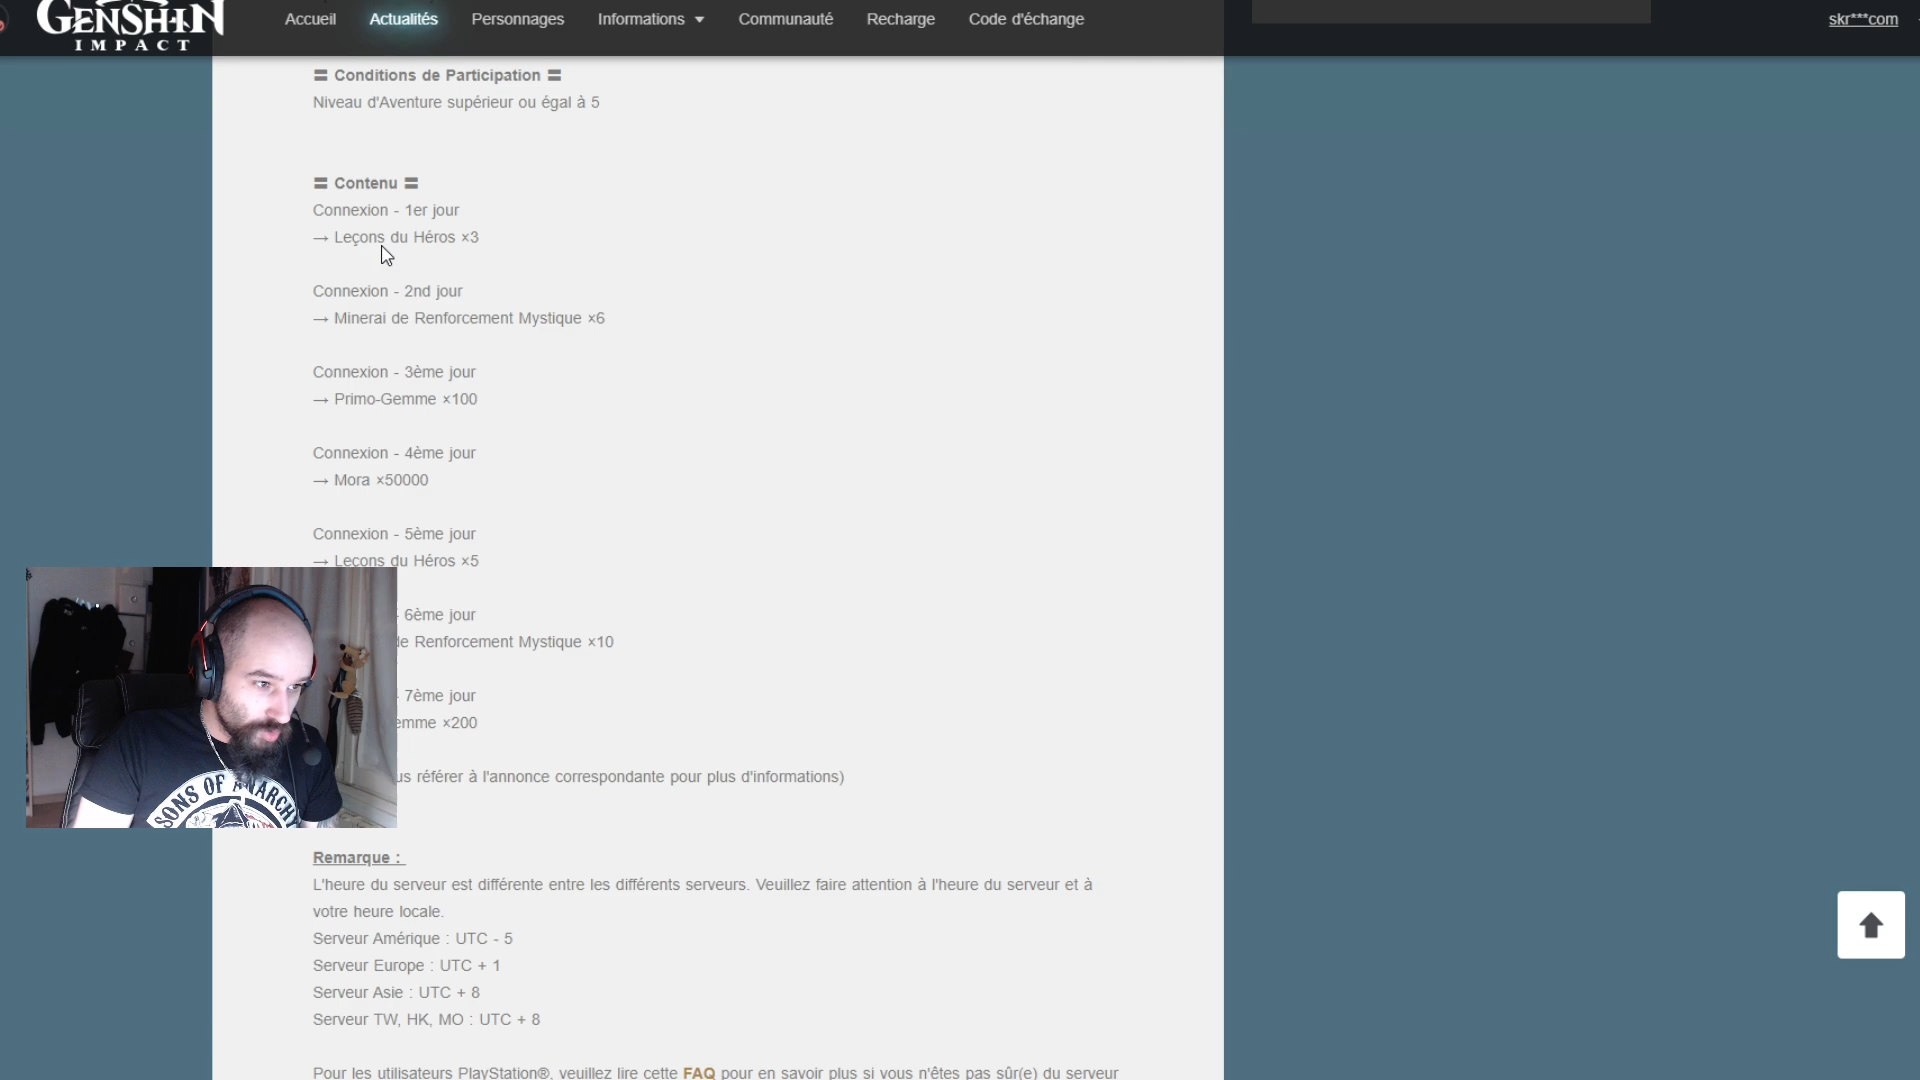 GENSHIN
IMPACT
Accueil Actualités Personnages Informations ▼ Communauté Recharge Code d'échange
skr***com
〓 Conditions de Participation 〓
Niveau d'Aventure supérieur ou égal à 5
〓 Contenu 〓
Connexion - 1er jour
→ Leçons du Héros ×3
Connexion - 2nd jour
→ Minerai de Renforcement Mystique ×6
Connexion - 3ème jour
→ Primo-Gemme ×100
Connexion - 4ème jour
→ Mora ×50000
Connexion - 5ème jour
→ Leçons du Héros ×5
6ème jour
de Renforcement Mystique ×10
7ème jour
emme ×200
us référer à l'annonce correspondante pour plus d'informations)
SONS OF ANARCHY
Remarque :
L'heure du serveur est différente entre les différents serveurs. Veuillez faire attention à l'heure du serveur et à
votre heure locale.
Serveur Amérique : UTC - 5
Serveur Europe : UTC + 1
Serveur Asie : UTC + 8
Serveur TW, HK, MO : UTC + 8
Pour les utilisateurs PlayStation®, veuillez lire cette FAQ pour en savoir plus si vous n'êtes pas sûr(e) du serveur